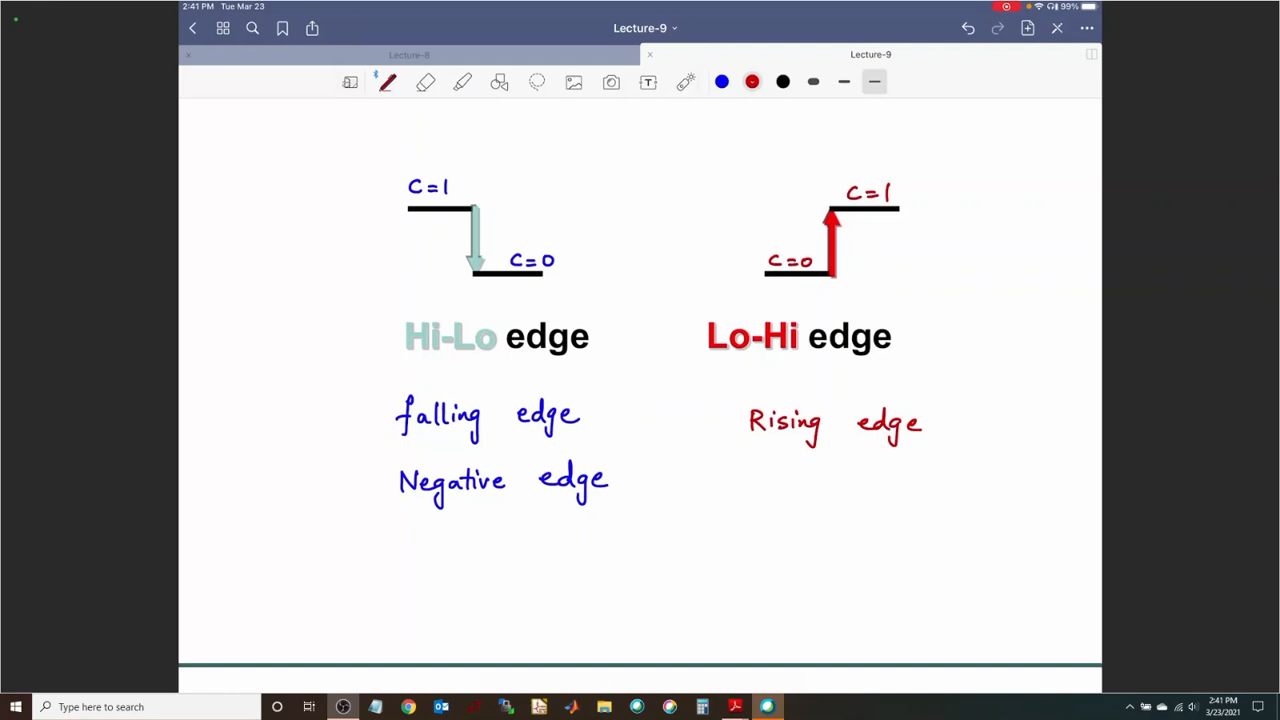 2:41 PM Tue Mar 23
99%
Lecture-9
Lecture-8
Lecture-9
T
C=1
C=0
Hi-Lo edge
falling edge
Negative edge
C=1
C=0
Lo-Hi edge
Rising edge
Type here to search
2:41 PM
3/23/2021